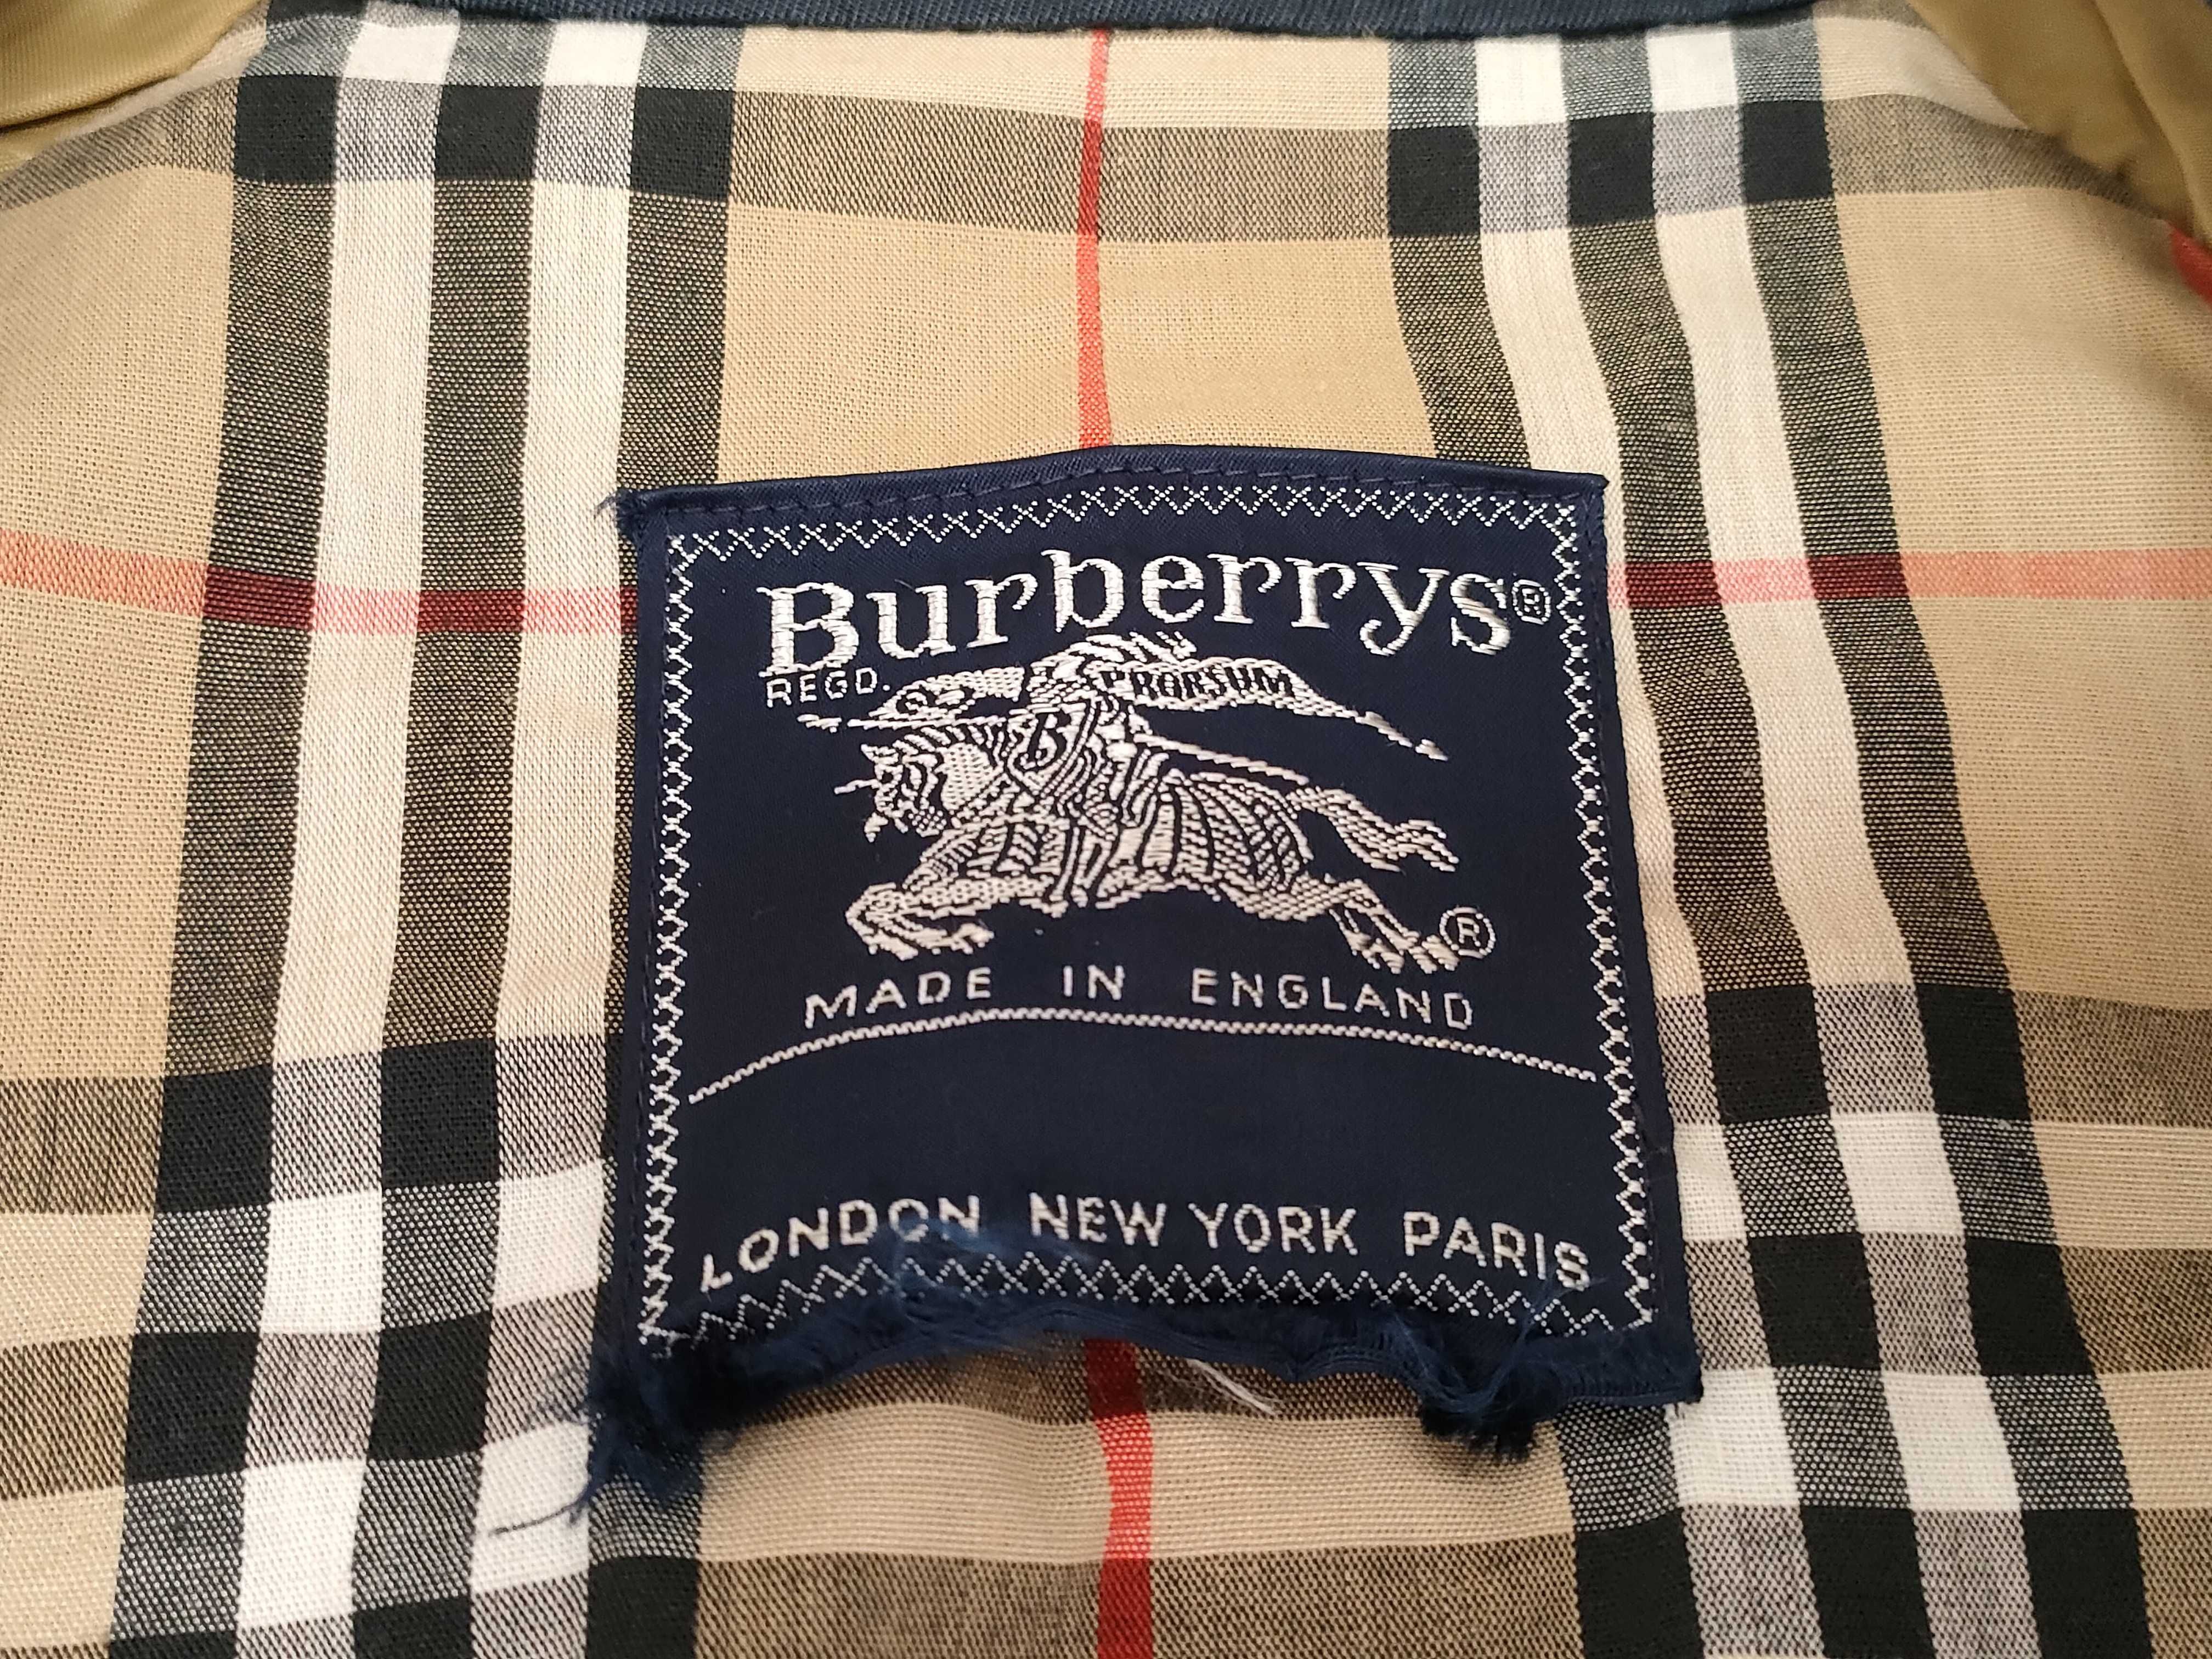 Burberrys®
REGD.
PRORSUM
B
®
MADE IN ENGLAND
LONDON NEW YORK PARIS